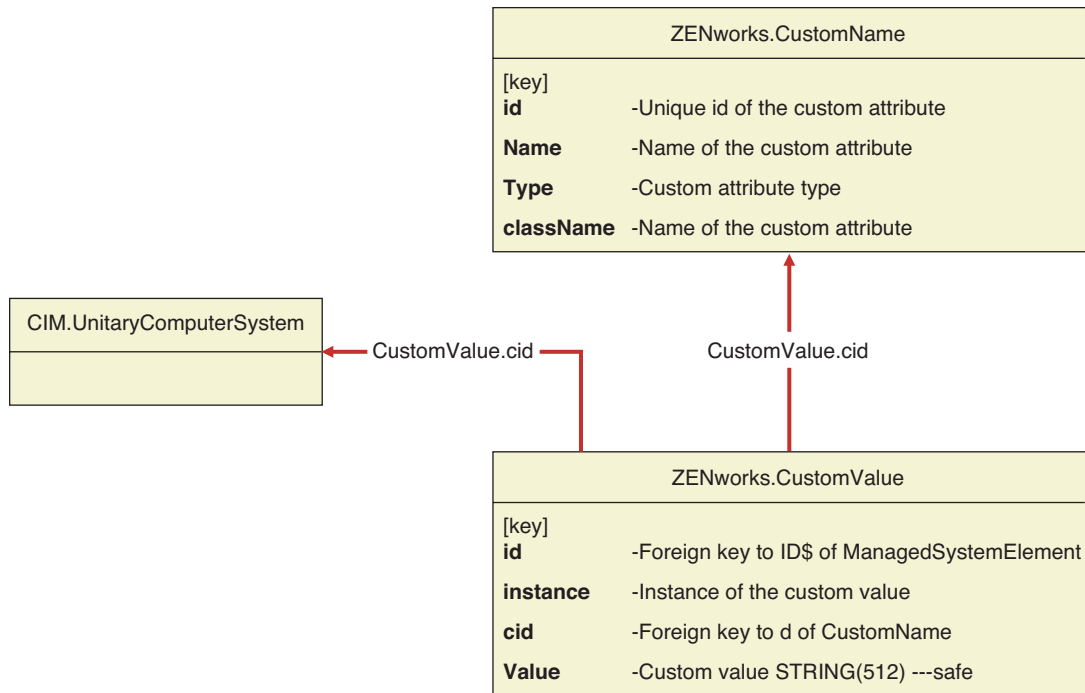 ZENworks.CustomName
[key]
id -Unique id of the custom attribute
Name -Name of the custom attribute
Type -Custom attribute type
className -Name of the custom attribute
CIM.UnitaryComputerSystem
CustomValue.cid
CustomValue.cid
ZENworks.CustomValue
[key]
id -Foreign key to ID$ of ManagedSystemElement
instance -Instance of the custom value
cid -Foreign key to d of CustomName
Value -Custom value STRING(512) ---safe